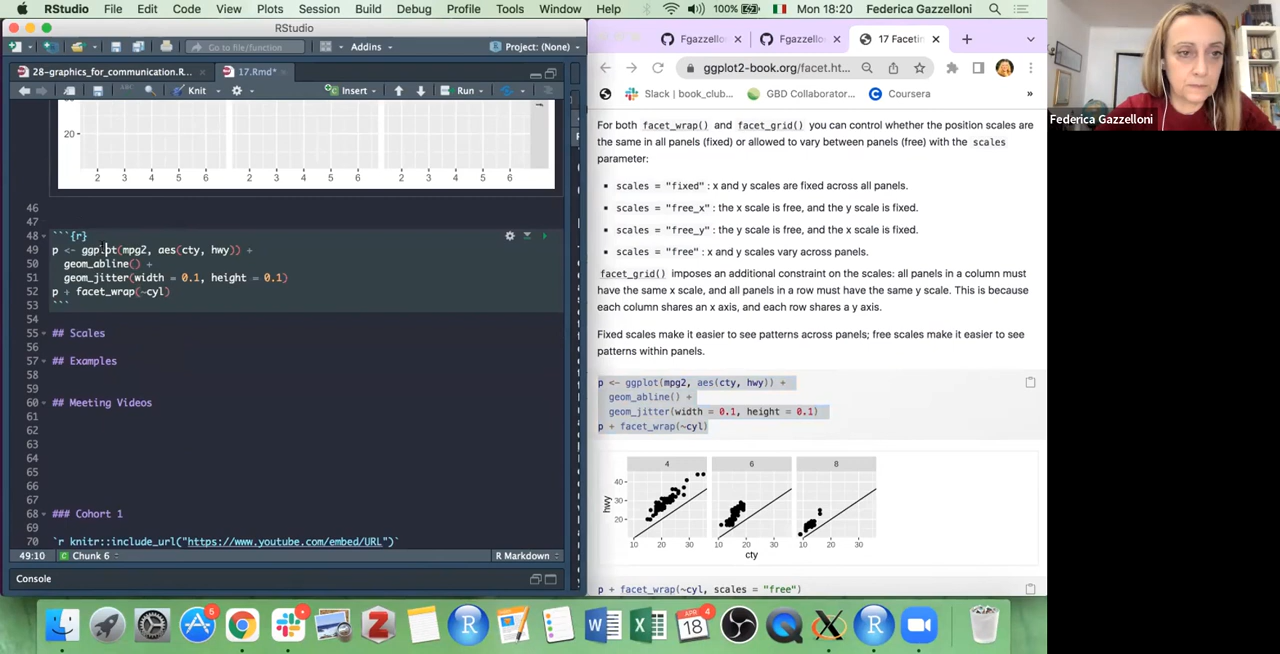 RStudio File Edit Code View Plots Session Build Debug Profile Tools Window Help 100% Mon 18:20 Federica Gazzelloni
RStudio
Go to file/function Addins Project: (None)
28-graphics_for_communication.R... 17.Rmd*
Knit Insert Run
20
2 3 4 5 6 2 3 4 5 6 2 3 4 5 6
46
47
48 ```{r}
49 p <- ggplot(mpg2, aes(cty, hwy)) +
50 geom_abline() +
51 geom_jitter(width = 0.1, height = 0.1)
52 p + facet_wrap(~cyl)
53 ```
54
55 ## Scales
56
57 ## Examples
58
59
60 ## Meeting Videos
61
62
63
64
65
66
67
68 ### Cohort 1
69
70 `r knitr::include_url("https://www.youtube.com/embed/URL")`
49:10 Chunk 6 R Markdown
Console
Fgazzello Fgazzell 17 Facetin
ggplot2-book.org/facet.ht...
Slack | book_club... GBD Collaborator... Coursera »
For both facet_wrap() and facet_grid() you can control whether the position scales are
the same in all panels (fixed) or allowed to vary between panels (free) with the scales
parameter:
scales = "fixed" : x and y scales are fixed across all panels.
scales = "free_x" : the x scale is free, and the y scale is fixed.
scales = "free_y" : the y scale is free, and the x scale is fixed.
scales = "free" : x and y scales vary across panels.
facet_grid() imposes an additional constraint on the scales: all panels in a column must
have the same x scale, and all panels in a row must have the same y scale. This is because
each column shares an x axis, and each row shares a y axis.
Fixed scales make it easier to see patterns across panels; free scales make it easier to see
patterns within panels.
p <- ggplot(mpg2, aes(cty, hwy)) +
geom_abline() +
geom_jitter(width = 0.1, height = 0.1)
p + facet_wrap(~cyl)
4 6 8
40
30
20
hwy
10 20 30 10 20 30 10 20 30
cty
p + facet_wrap(~cyl, scales = "free")
Federica Gazzelloni
6
APR 4
18